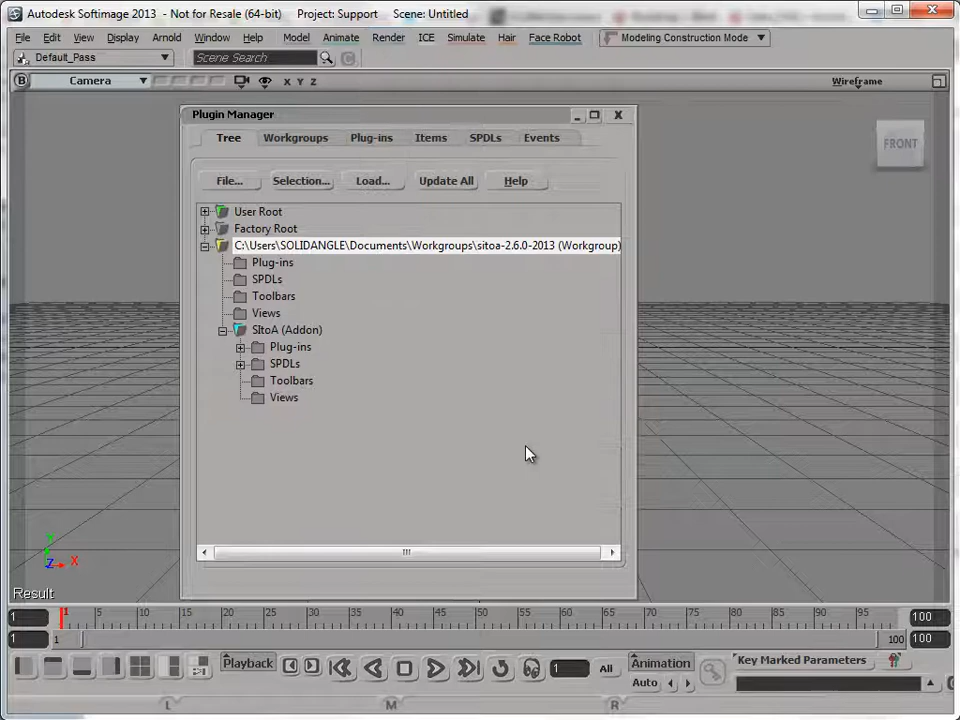 Autodesk Softimage 2013 - Not for Resale (64-bit) Project: Support Scene: Untitled
File Edit View Display Arnold Window Help Model Animate Render ICE Simulate Hair Face Robot Modeling Construction Mode
Default_Pass Scene Search
B Camera X Y Z Wireframe
Plugin Manager
Tree Workgroups Plug-ins Items SPDLs Events
FRONT
File... Selection... Load... Update All Help
User Root
Factory Root
C:\Users\SOLIDANGLE\Documents\Workgroups\sitoa-2.6.0-2013 (Workgroup)
Plug-ins
SPDLs
Toolbars
Views
SItoA (Addon)
Plug-ins
SPDLs
Toolbars
Views
Y
Z X
Result
1 1 5 10 15 20 25 30 35 40 45 50 55 60 65 70 75 80 85 90 95 100
1 1 100 100
Playback 1 All Animation Key Marked Parameters
Auto
L M R